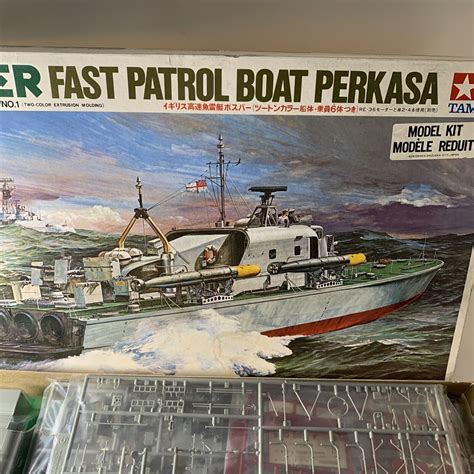 ER FAST PATROL BOAT PERKASA
/NO.1 (TWO-COLOR EXTRUSION MOLDING)
イギリス高速魚雷艇ボスパー(ツートンカラー船体・乗員6体つき)
TAM
MODEL KIT
MODÈLE REDUIT